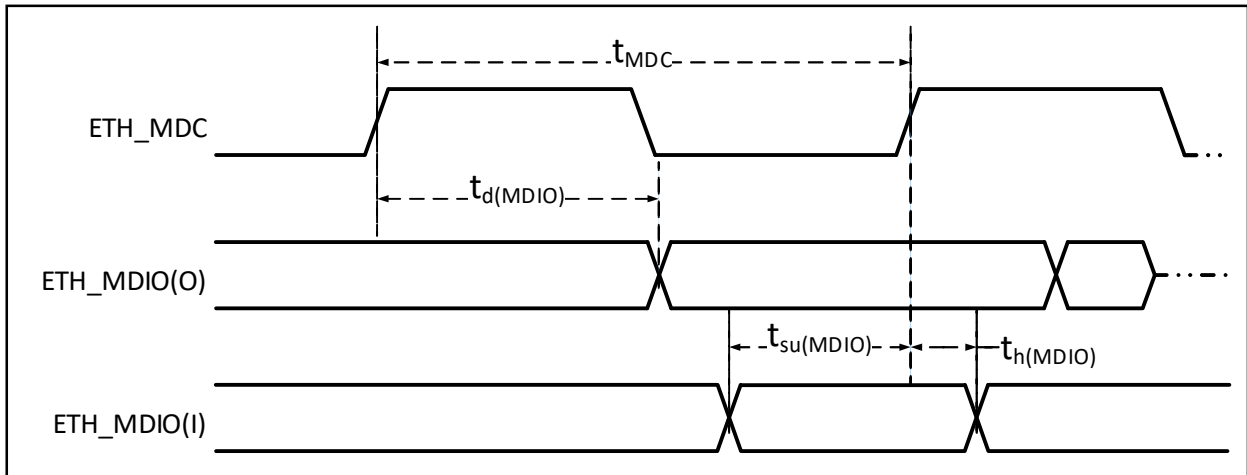 tMDC
ETH_MDC
td(MDIO)
ETH_MDIO(O)
tsu(MDIO)
th(MDIO)
ETH_MDIO(I)